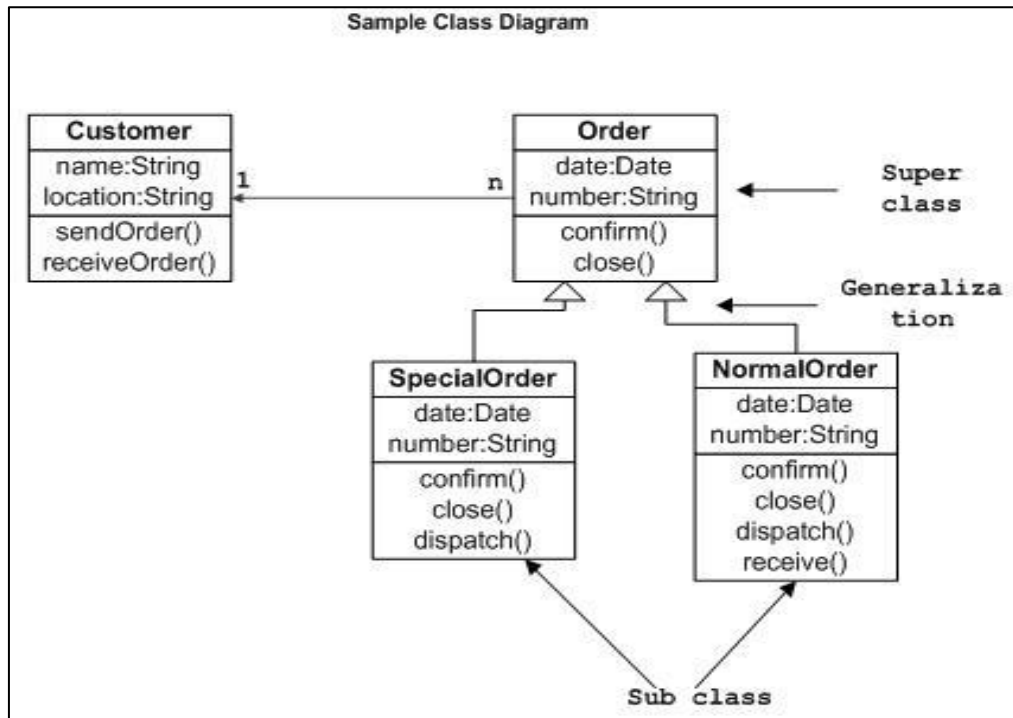 Sample Class Diagram
Customer
name:String
location:String
sendOrder()
receiveOrder()
1
n
Order
date:Date
number:String
confirm()
close()
Super
class
Generaliza
tion
SpecialOrder
date:Date
number:String
confirm()
close()
dispatch()
NormalOrder
date:Date
number:String
confirm()
close()
dispatch()
receive()
Sub class